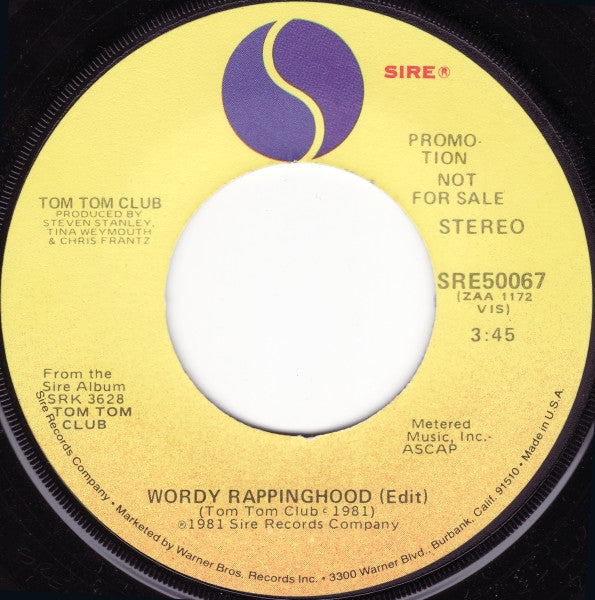 SIRE®
PROMO-
TION
NOT
FOR SALE
STEREO
TOM TOM CLUB
PRODUCED BY
STEVEN STANLEY,
TINA WEYMOUTH
& CHRIS FRANTZ
SRE50067
(ZAA 1172
VIS)
3:45
From the
Sire Album
SRK 3628
TOM TOM
CLUB
Metered
Music, Inc.-
ASCAP
WORDY RAPPINGHOOD (Edit)
(Tom Tom Club c 1981)
℗1981 Sire Records Company
Sire Records Company • Marketed by Warner Bros. Records Inc. • 3300 Warner Blvd., Burbank, Calif. 91510 • Made in U.S.A.